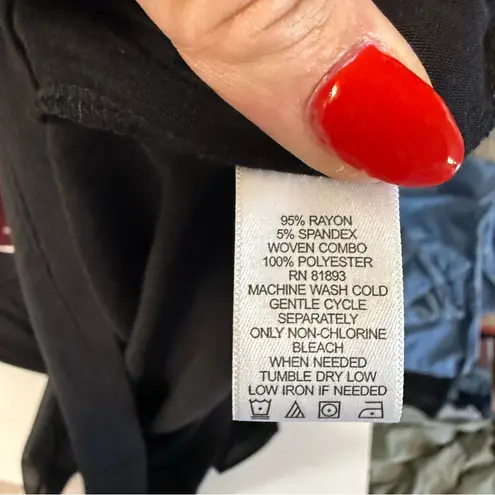 95% RAYON
5% SPANDEX
WOVEN COMBO
100% POLYESTER
RN 81893
MACHINE WASH COLD
GENTLE CYCLE
SEPARATELY
ONLY NON-CHLORINE
BLEACH
WHEN NEEDED
TUMBLE DRY LOW
LOW IRON IF NEEDED